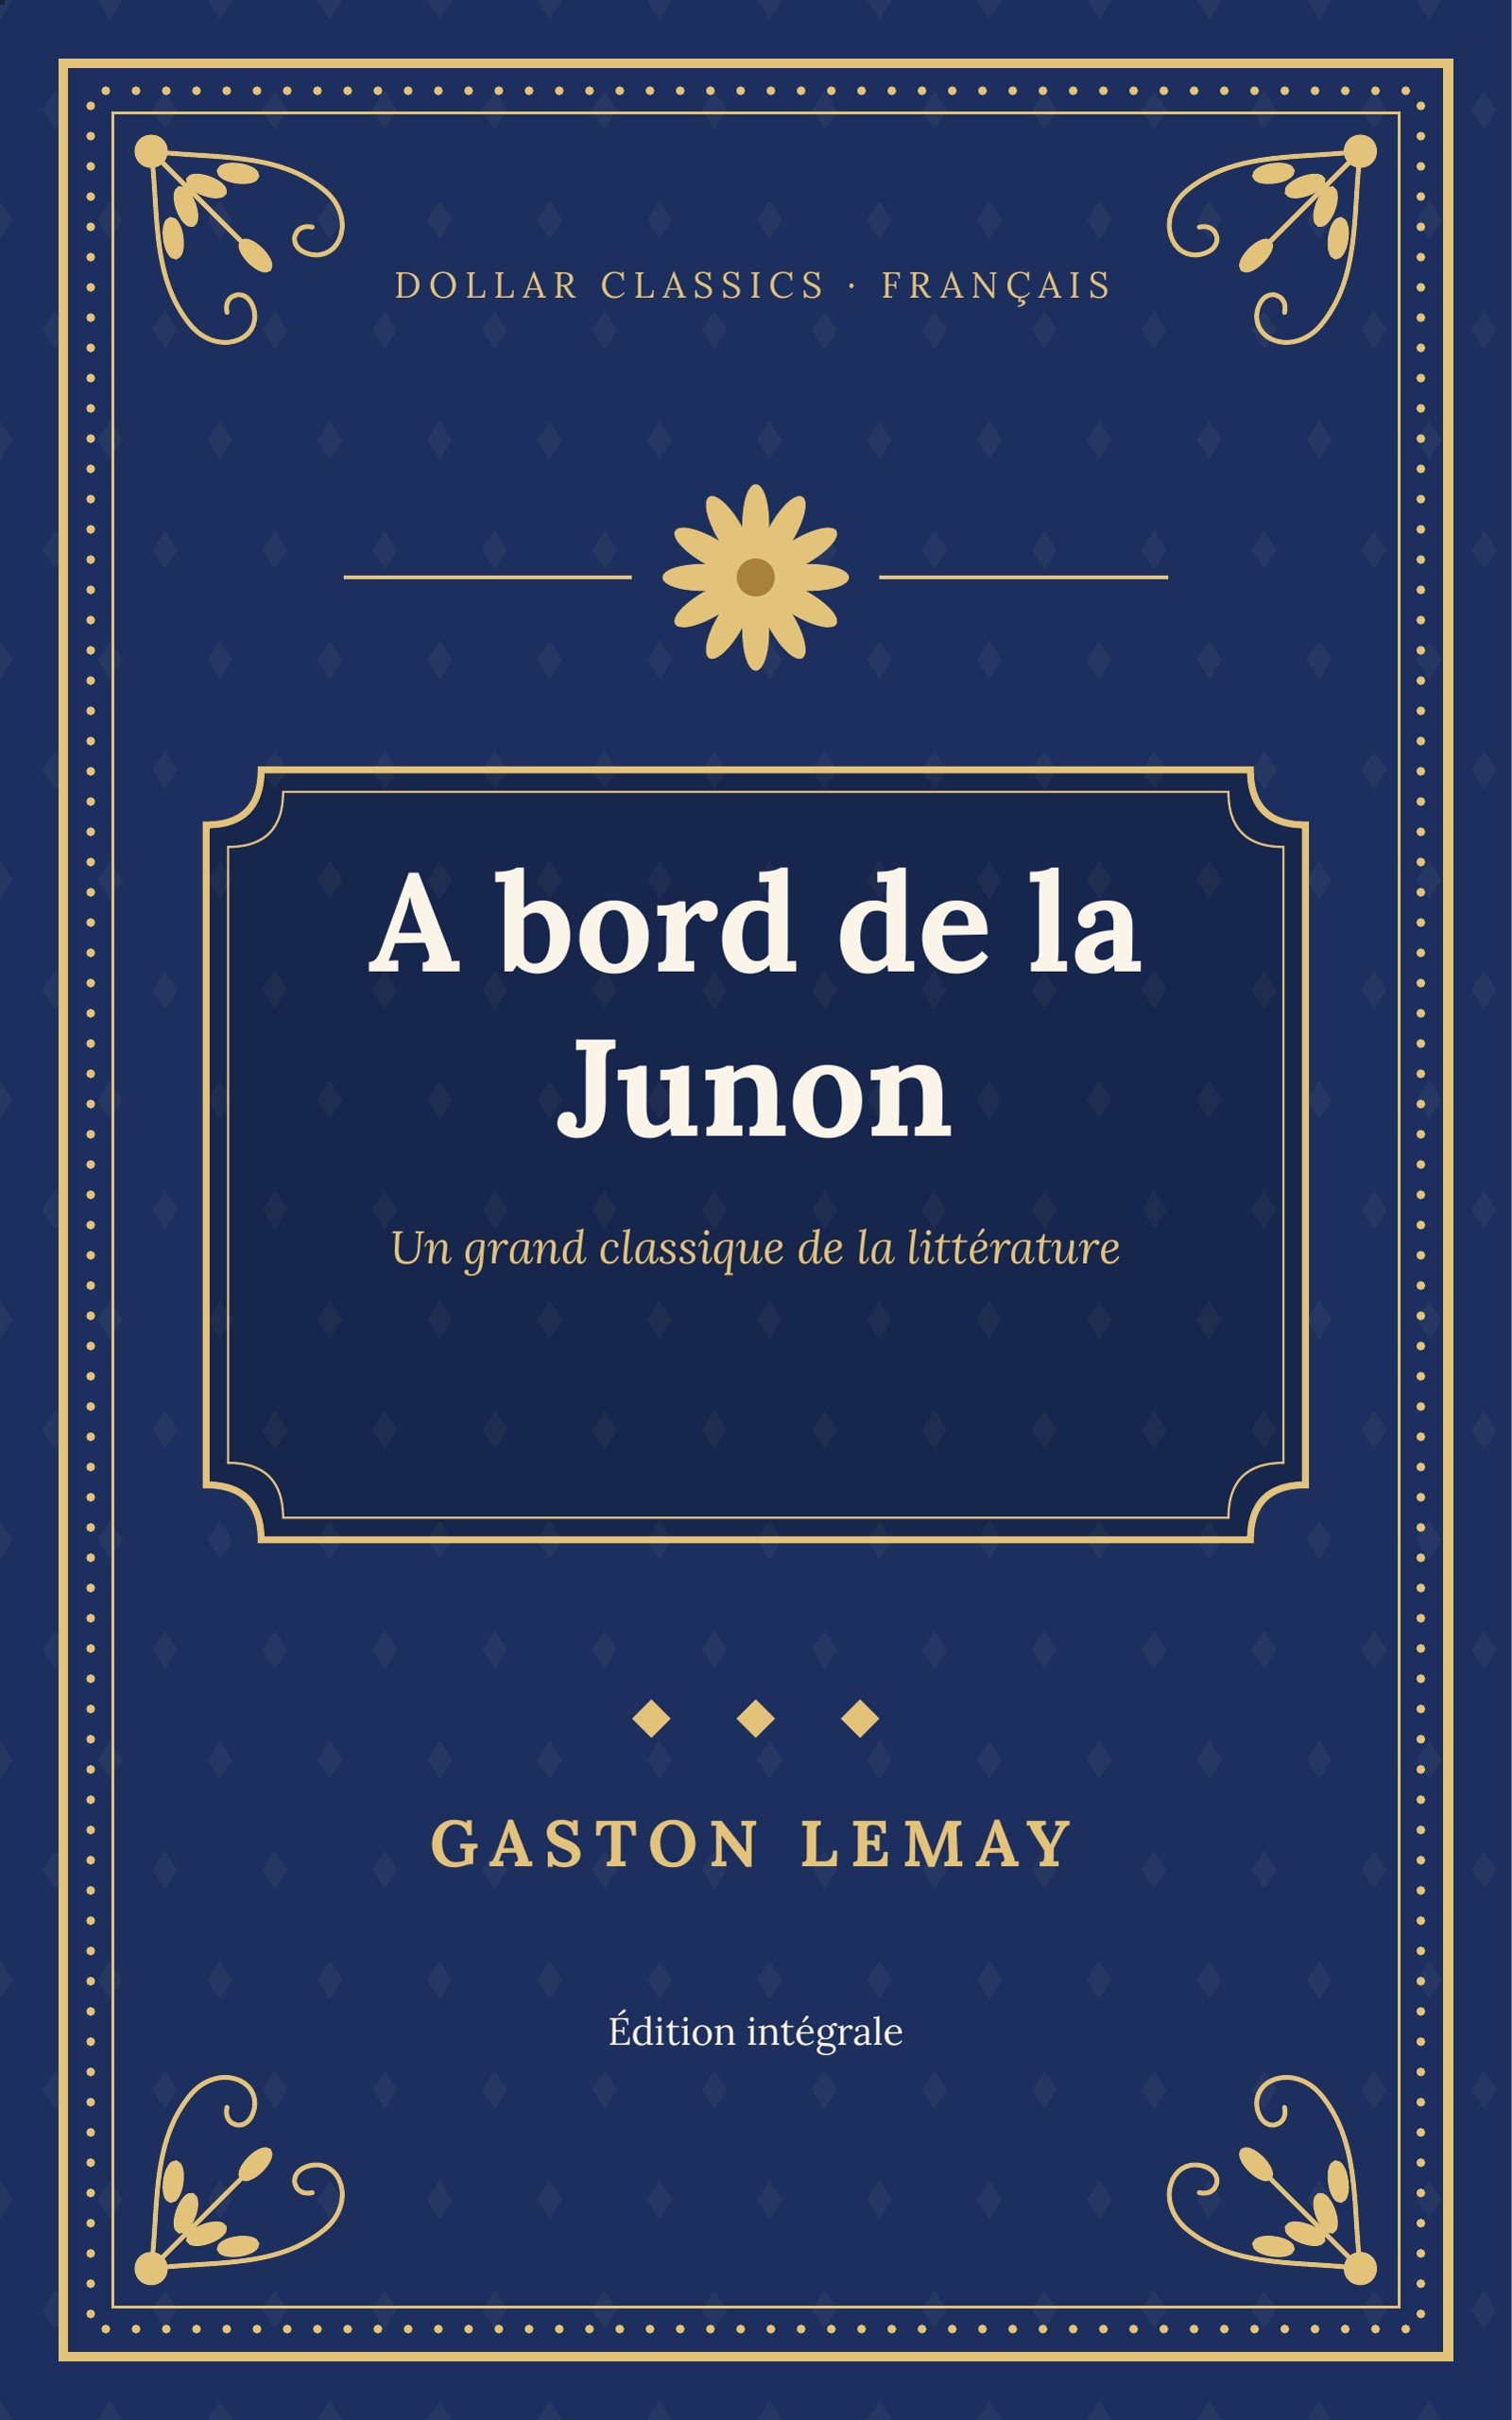 DOLLAR CLASSICS · FRANÇAIS
A bord de la
Junon
Un grand classique de la littérature
GASTON LEMAY
Édition intégrale